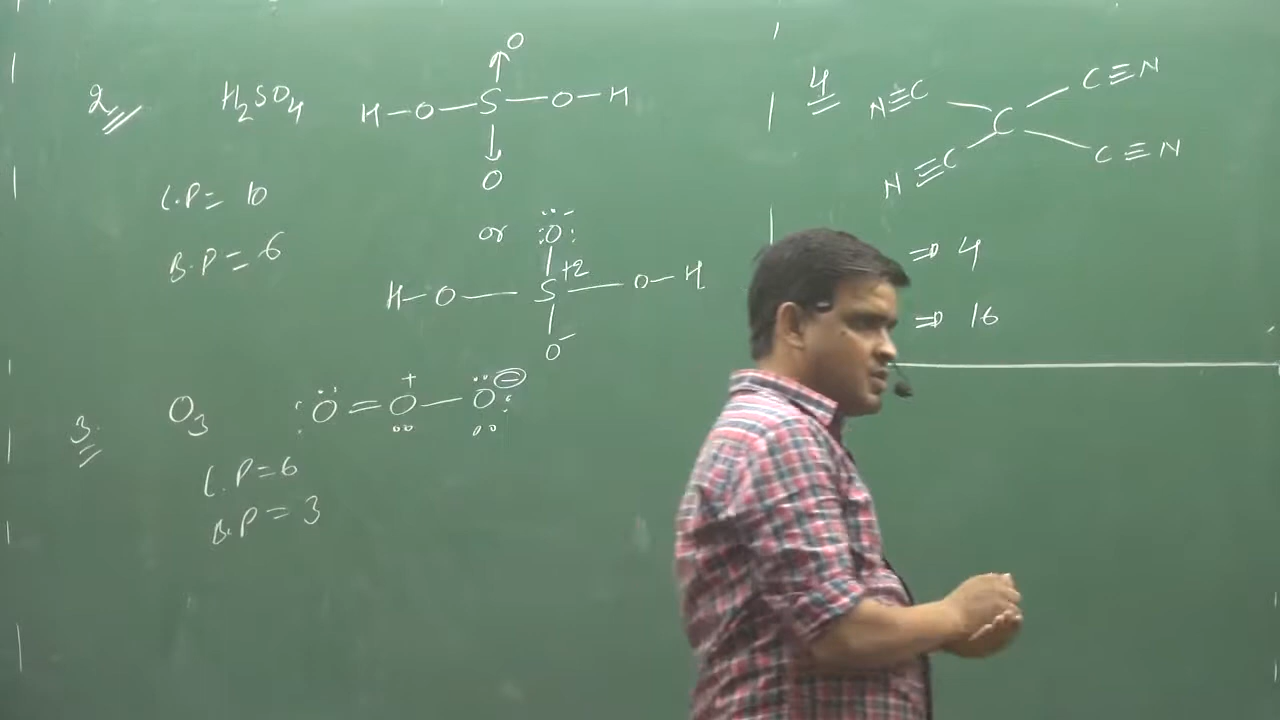 2
H2SO4
O
↑
H–O–S–O–H
↓
O
L.P = 10
B.P = 6
or
:Ö:⁻
|
H–O–S+2–O–H
|
O⁻
3.
O3
:Ö=O⁺–Ö:⊖
L.P = 6
B.P = 3
4
N≡C C≡N
C
N≡C C≡N
⇒ 4
⇒ 16